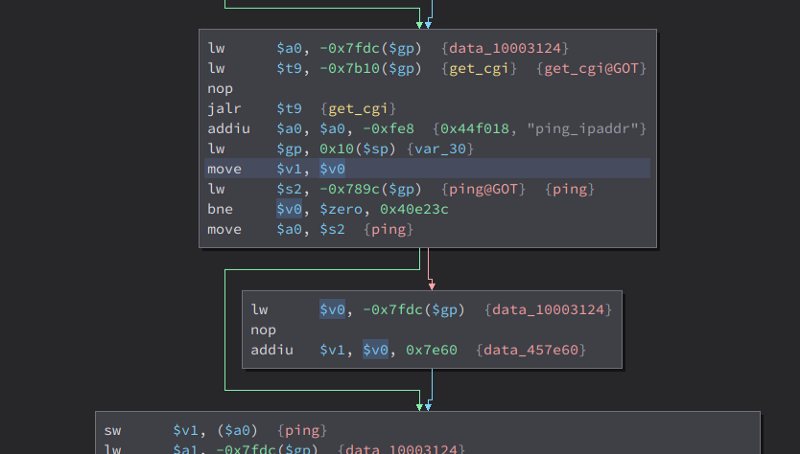 lw $a0, -0x7fdc($gp) {data_10003124}
lw $t9, -0x7b10($gp) {get_cgi} {get_cgi@GOT}
nop
jalr $t9 {get_cgi}
addiu $a0, $a0, -0xfe8 {0x44f018, "ping_ipaddr"}
lw $gp, 0x10($sp) {var_30}
move $v1, $v0
lw $s2, -0x789c($gp) {ping@GOT} {ping}
bne $v0, $zero, 0x40e23c
move $a0, $s2 {ping}
lw $v0, -0x7fdc($gp) {data_10003124}
nop
addiu $v1, $v0, 0x7e60 {data_457e60}
sw $v1, ($a0) {ping}
lw $a1, -0x7fdc($gp) {data_10003124}